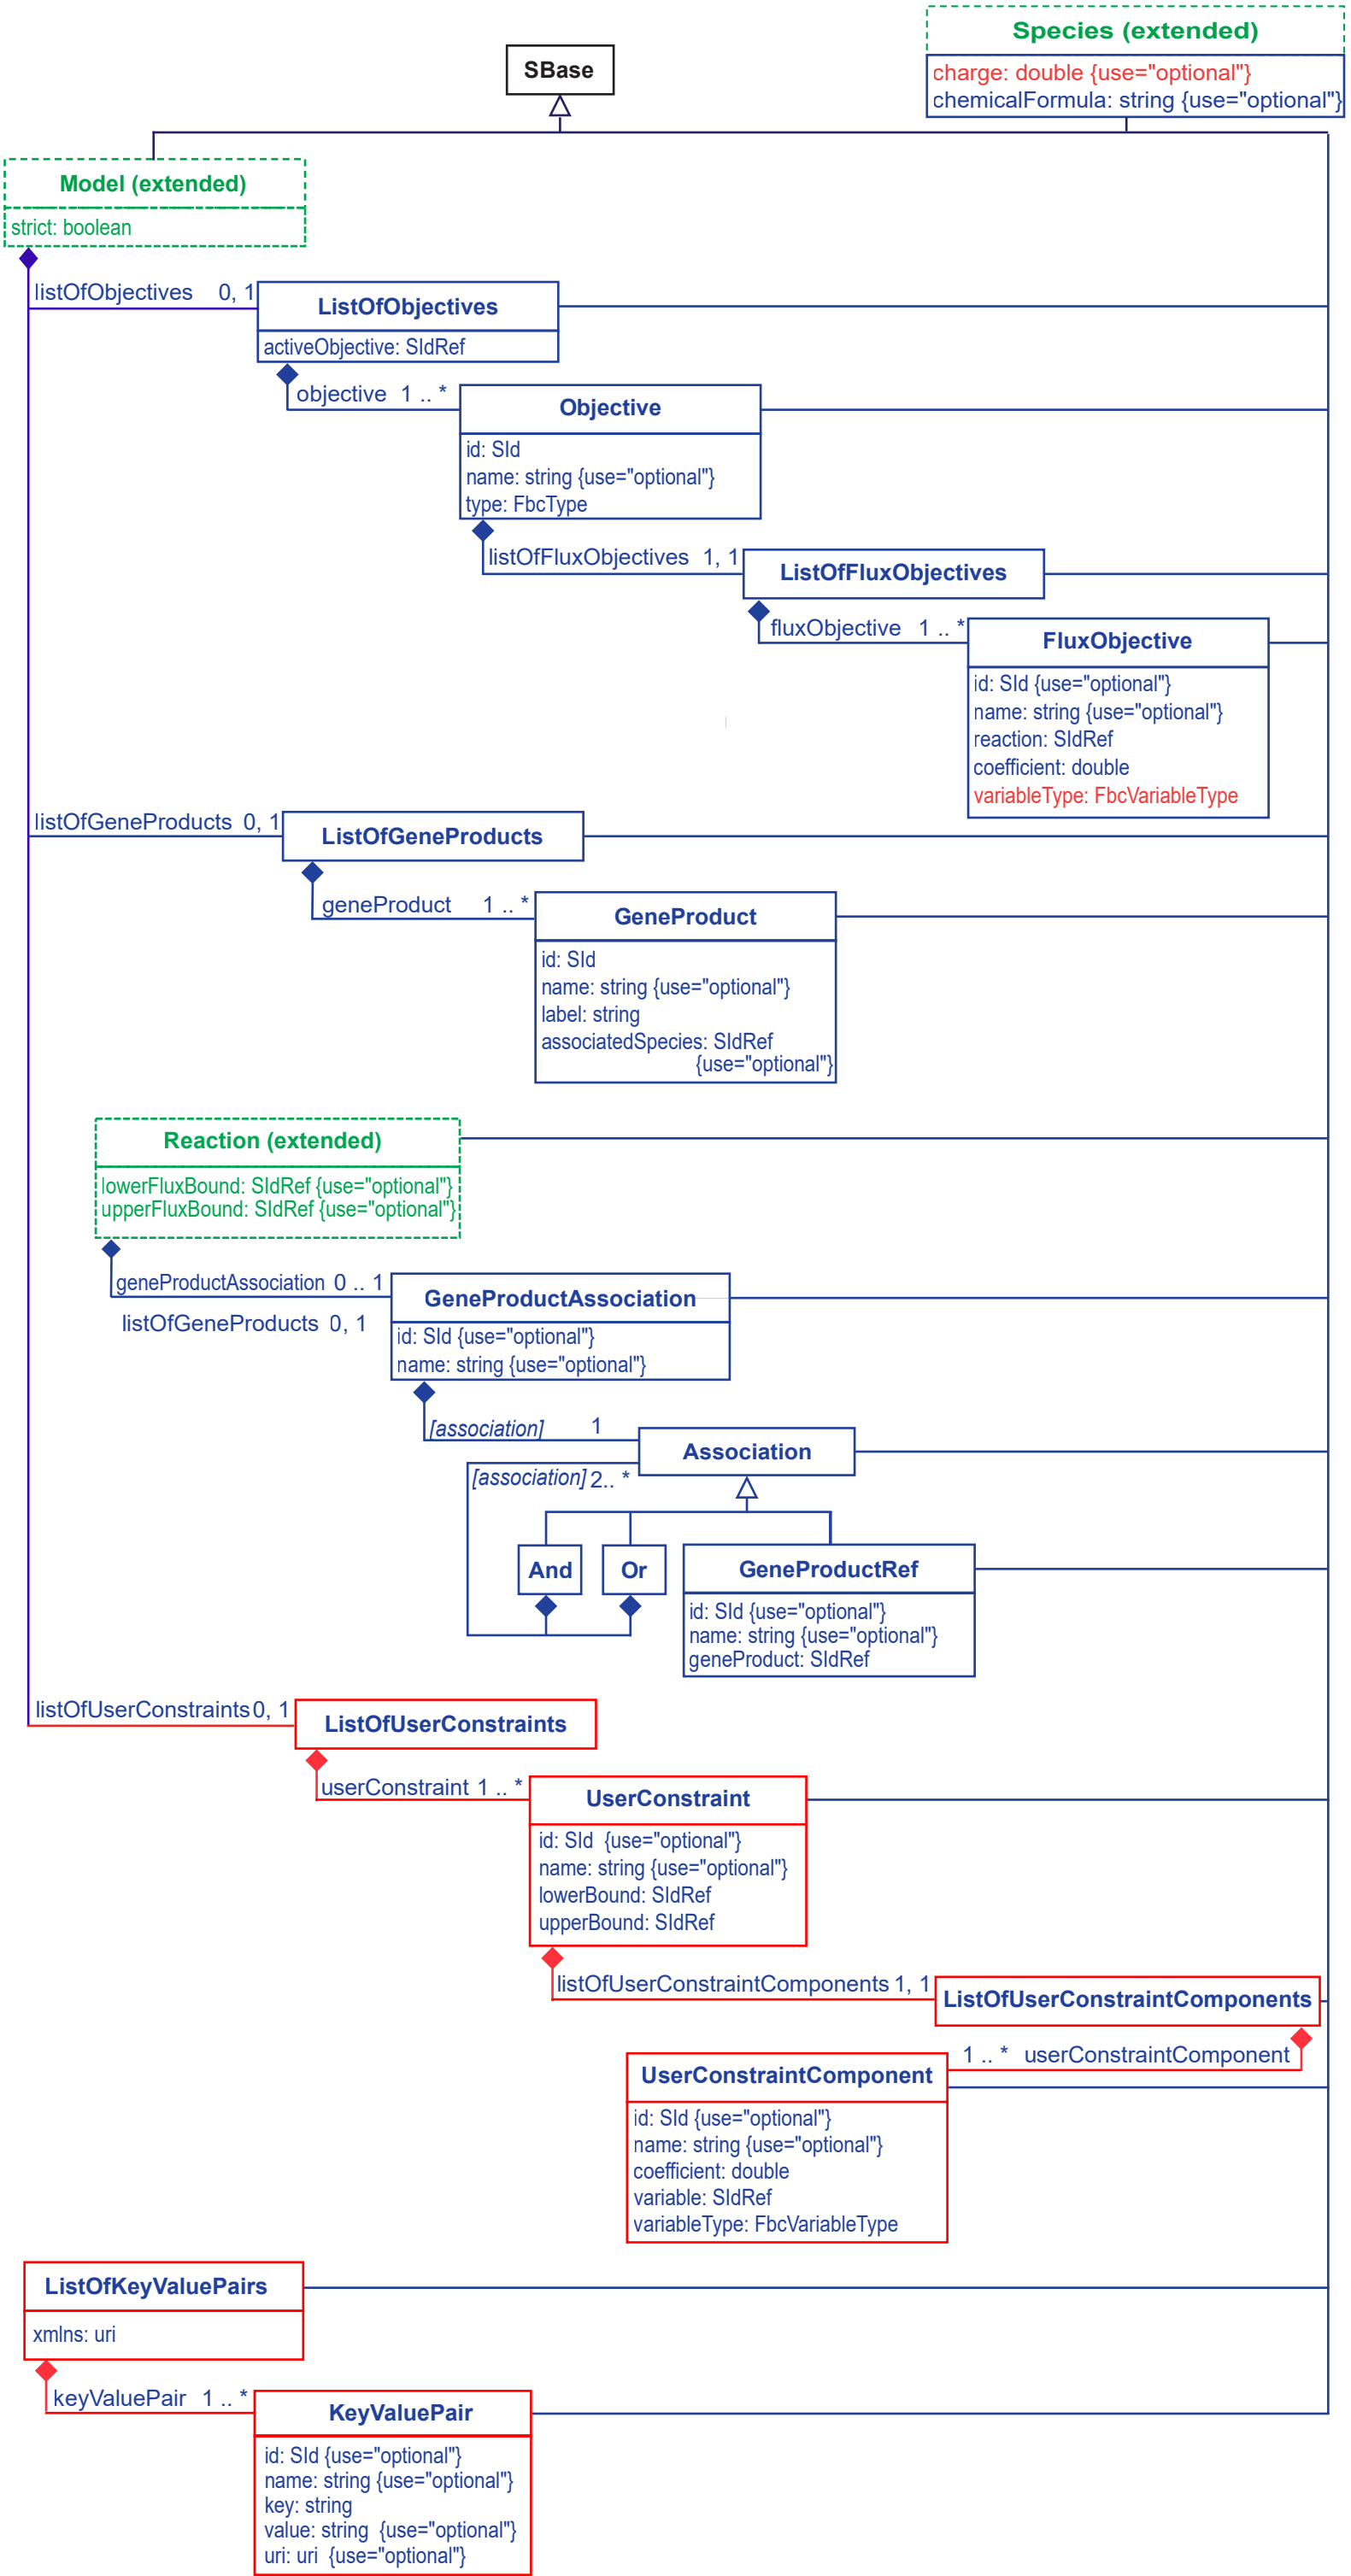 Species (extended)
charge: double {use="optional"}
chemicalFormula: string {use="optional"}
SBase
Model (extended)
strict: boolean
listOfObjectives 0, 1
ListOfObjectives
activeObjective: SIdRef
objective 1 .. *
Objective
id: SId
name: string {use="optional"}
type: FbcType
listOfFluxObjectives 1, 1
ListOfFluxObjectives
fluxObjective 1 .. *
FluxObjective
id: SId {use="optional"}
name: string {use="optional"}
reaction: SIdRef
coefficient: double
variableType: FbcVariableType
listOfGeneProducts 0, 1
ListOfGeneProducts
geneProduct 1 .. *
GeneProduct
id: SId
name: string {use="optional"}
label: string
associatedSpecies: SIdRef
{use="optional"}
Reaction (extended)
lowerFluxBound: SIdRef {use="optional"}
upperFluxBound: SIdRef {use="optional"}
geneProductAssociation 0 .. 1
listOfGeneProducts 0, 1
GeneProductAssociation
id: SId {use="optional"}
name: string {use="optional"}
[association] 1
Association
[association] 2.. *
And
Or
GeneProductRef
id: SId {use="optional"}
name: string {use="optional"}
geneProduct: SIdRef
listOfUserConstraints 0, 1
ListOfUserConstraints
userConstraint 1 .. *
UserConstraint
id: SId {use="optional"}
name: string {use="optional"}
lowerBound: SIdRef
upperBound: SIdRef
listOfUserConstraintComponents 1, 1
ListOfUserConstraintComponents
1 .. * userConstraintComponent
UserConstraintComponent
id: SId {use="optional"}
name: string {use="optional"}
coefficient: double
variable: SIdRef
variableType: FbcVariableType
ListOfKeyValuePairs
xmlns: uri
keyValuePair 1 .. *
KeyValuePair
id: SId {use="optional"}
name: string {use="optional"}
key: string
value: string {use="optional"}
uri: uri {use="optional"}